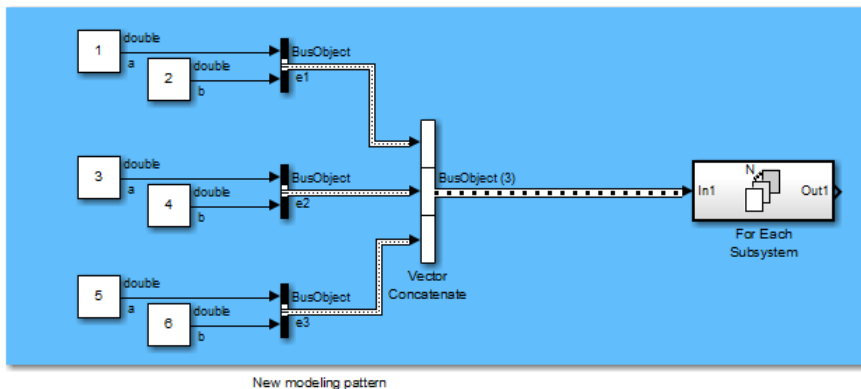 1
double
a
2
double
b
BusObject
e1
3
double
a
4
double
b
BusObject
e2
5
double
a
6
double
b
BusObject
e3
Vector
Concatenate
BusObject (3)
In1
N
Out1
For Each
Subsystem
New modeling pattern